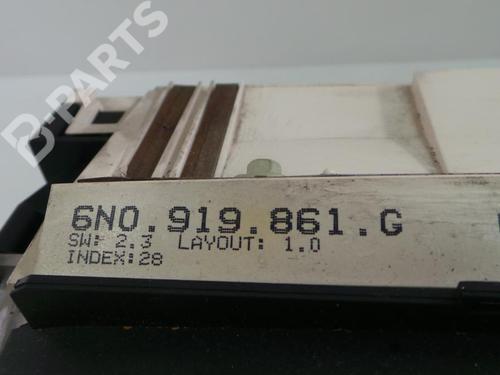 B-PARTS
6N0.919.861.G
SW: 2.3 LAYOUT: 1.0
INDEX:28